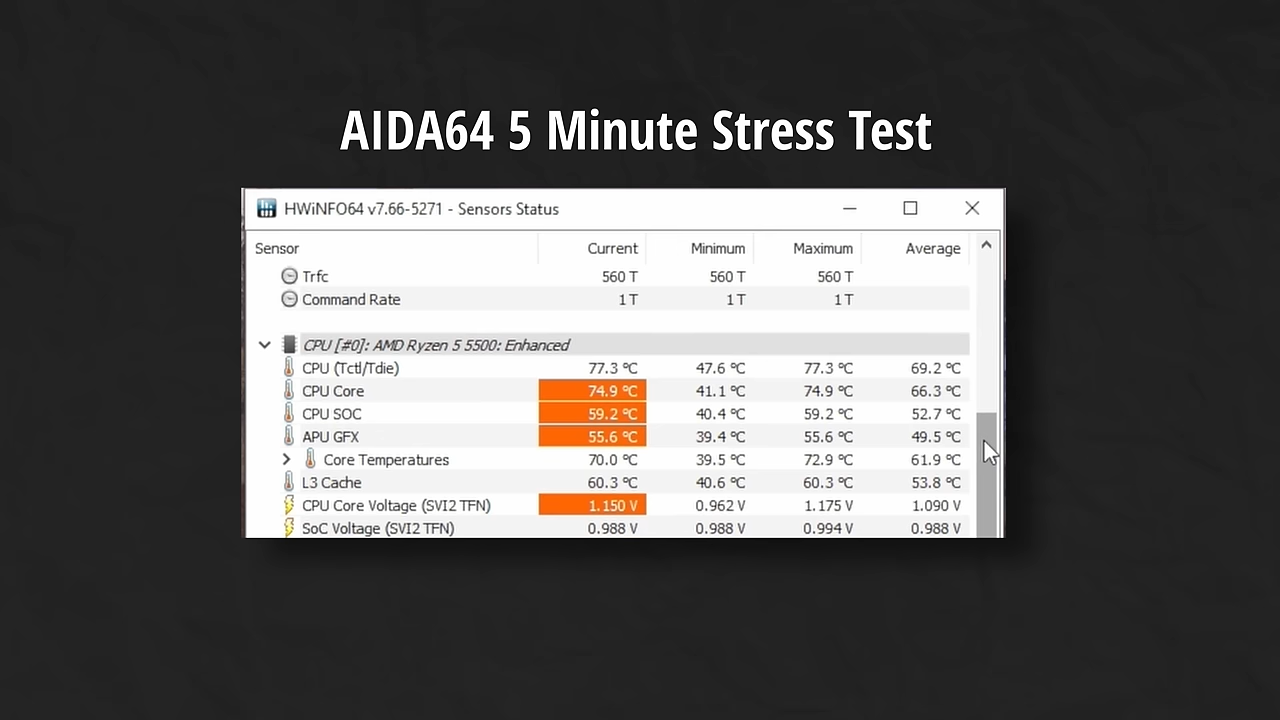 AIDA64 5 Minute Stress Test
HWiNFO64 v7.66-5271 - Sensors Status
Sensor Current Minimum Maximum Average
Trfc 560 T 560 T 560 T
Command Rate 1 T 1 T 1 T
CPU [#0]: AMD Ryzen 5 5500: Enhanced
CPU (Tctl/Tdie) 77.3 °C 47.6 °C 77.3 °C 69.2 °C
CPU Core 74.9 °C 41.1 °C 74.9 °C 66.3 °C
CPU SOC 59.2 °C 40.4 °C 59.2 °C 52.7 °C
APU GFX 55.6 °C 39.4 °C 55.6 °C 49.5 °C
Core Temperatures 70.0 °C 39.5 °C 72.9 °C 61.9 °C
L3 Cache 60.3 °C 40.6 °C 60.3 °C 53.8 °C
CPU Core Voltage (SVI2 TFN) 1.150 V 0.962 V 1.175 V 1.090 V
SoC Voltage (SVI2 TFN) 0.988 V 0.988 V 0.994 V 0.988 V